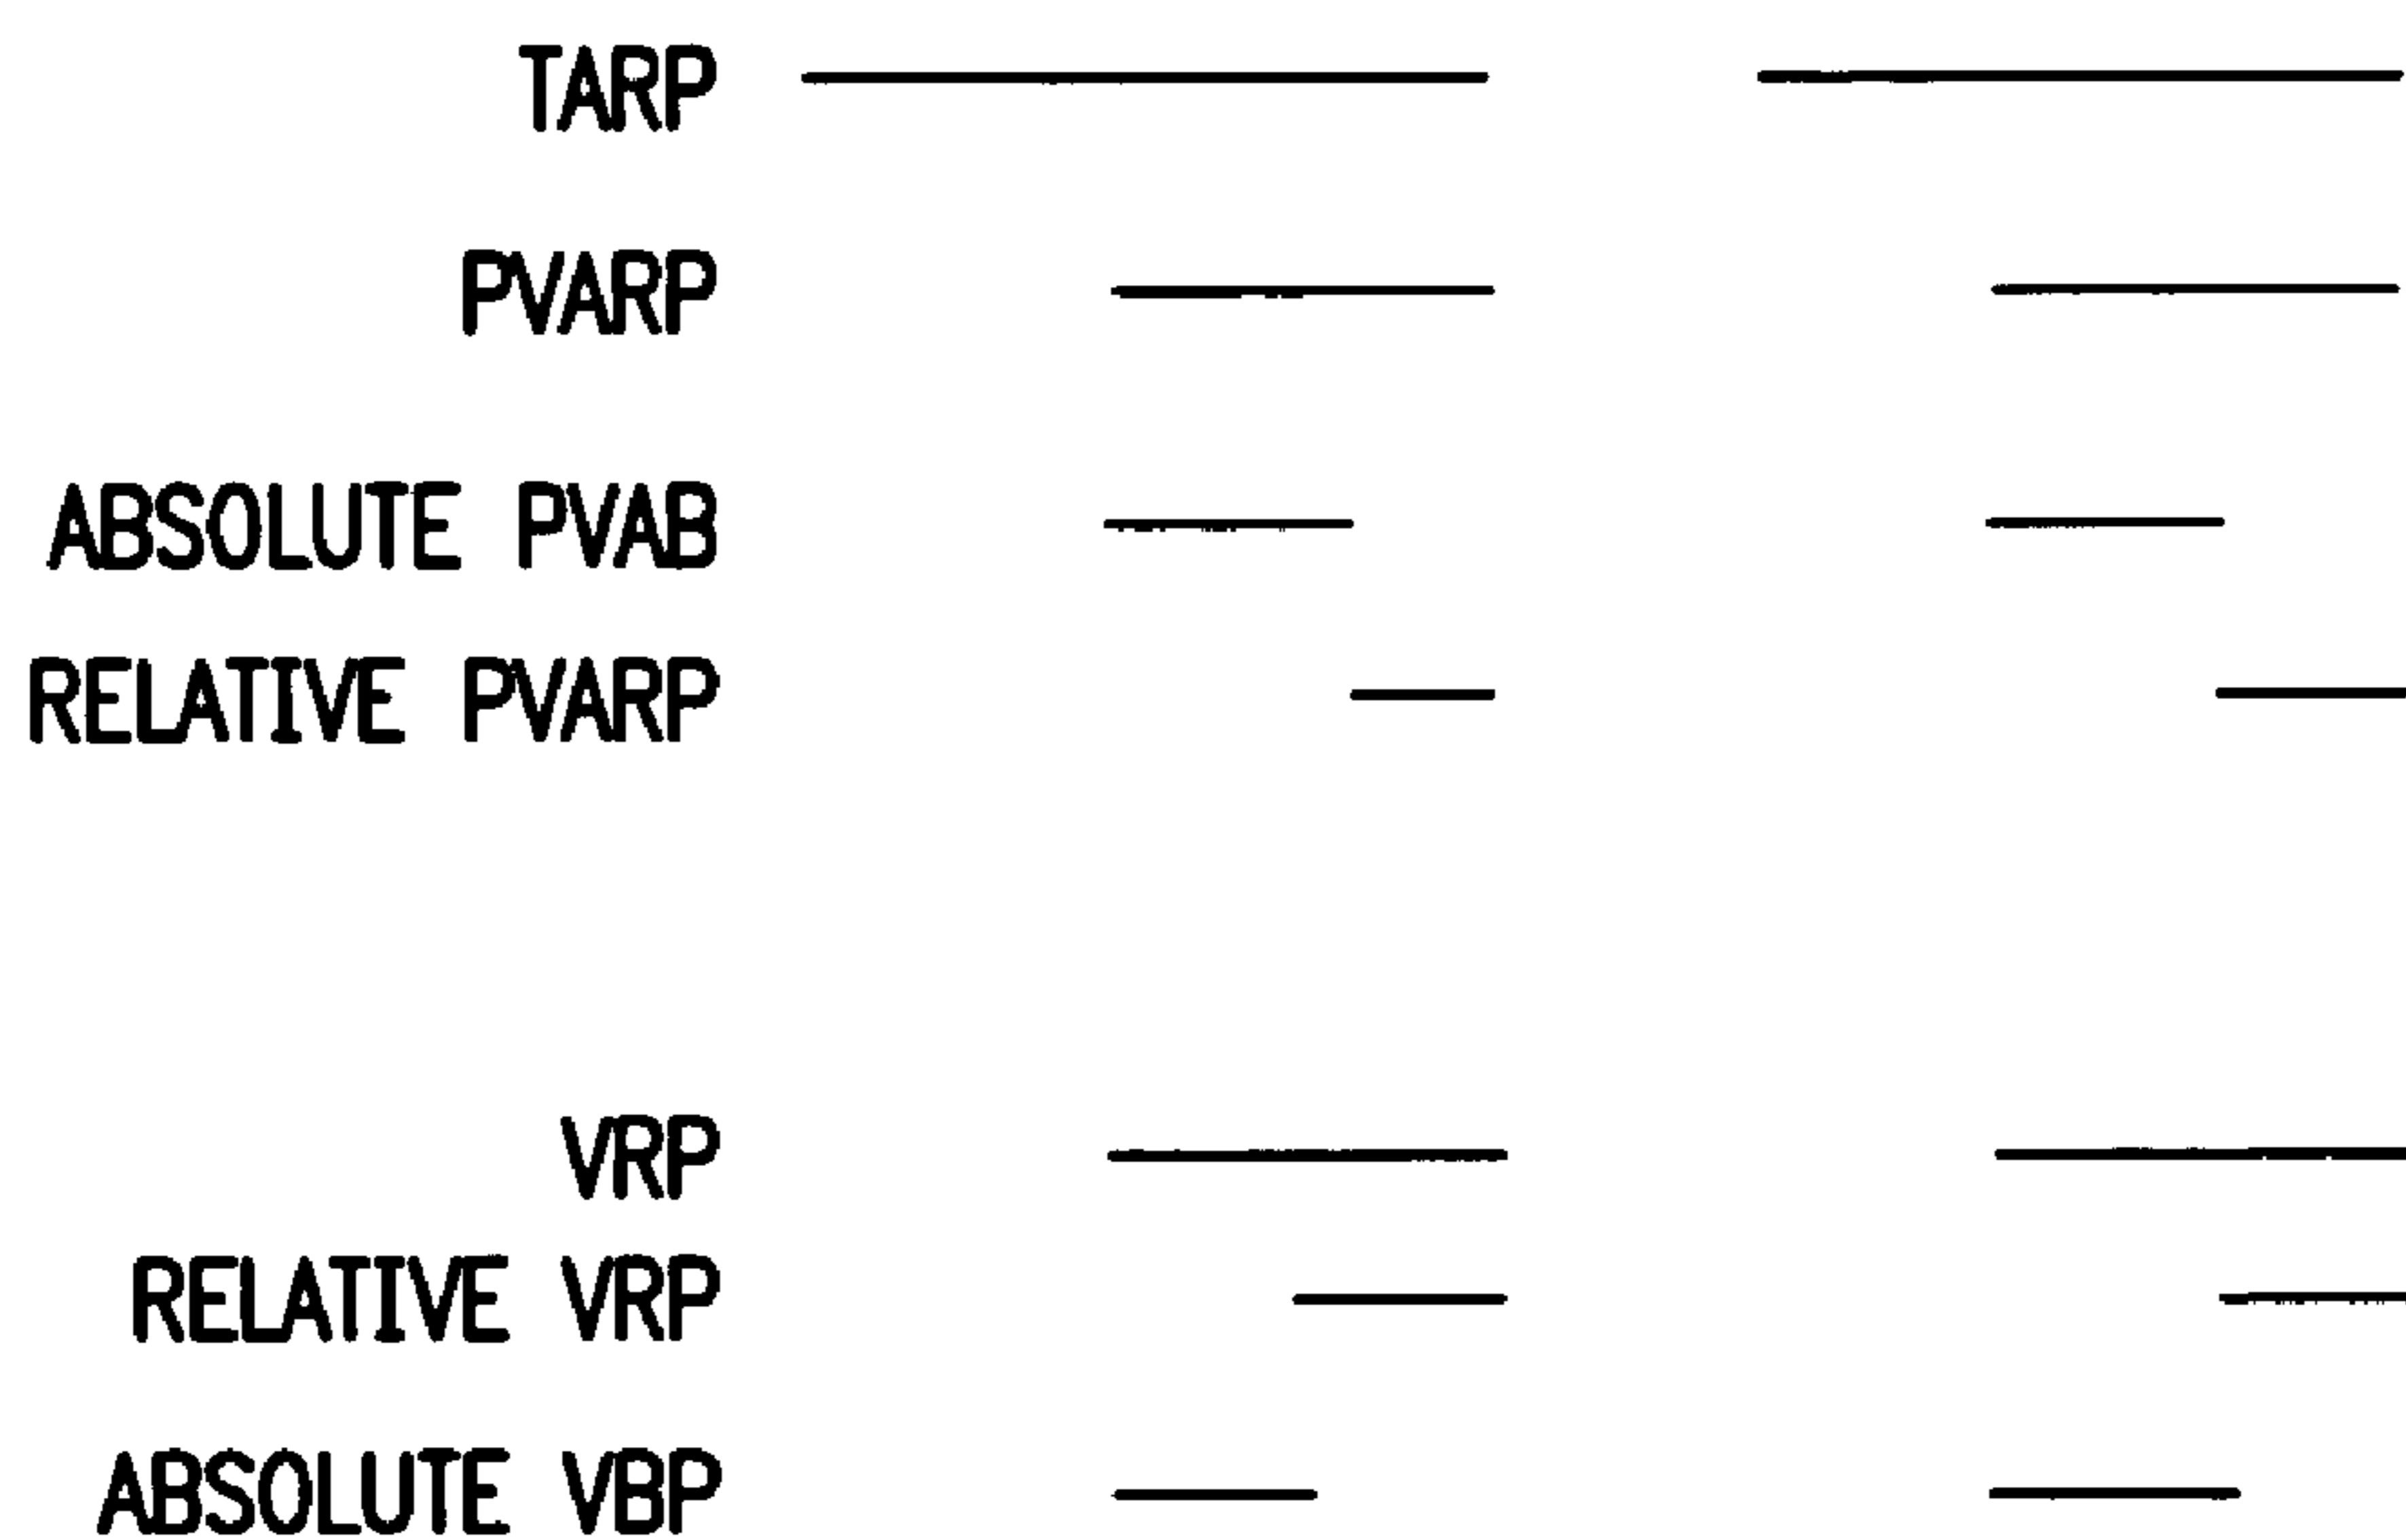 TARP
PVARP
ABSOLUTE PVAB
RELATIVE PVARP
VRP
RELATIVE VRP
ABSOLUTE VBP